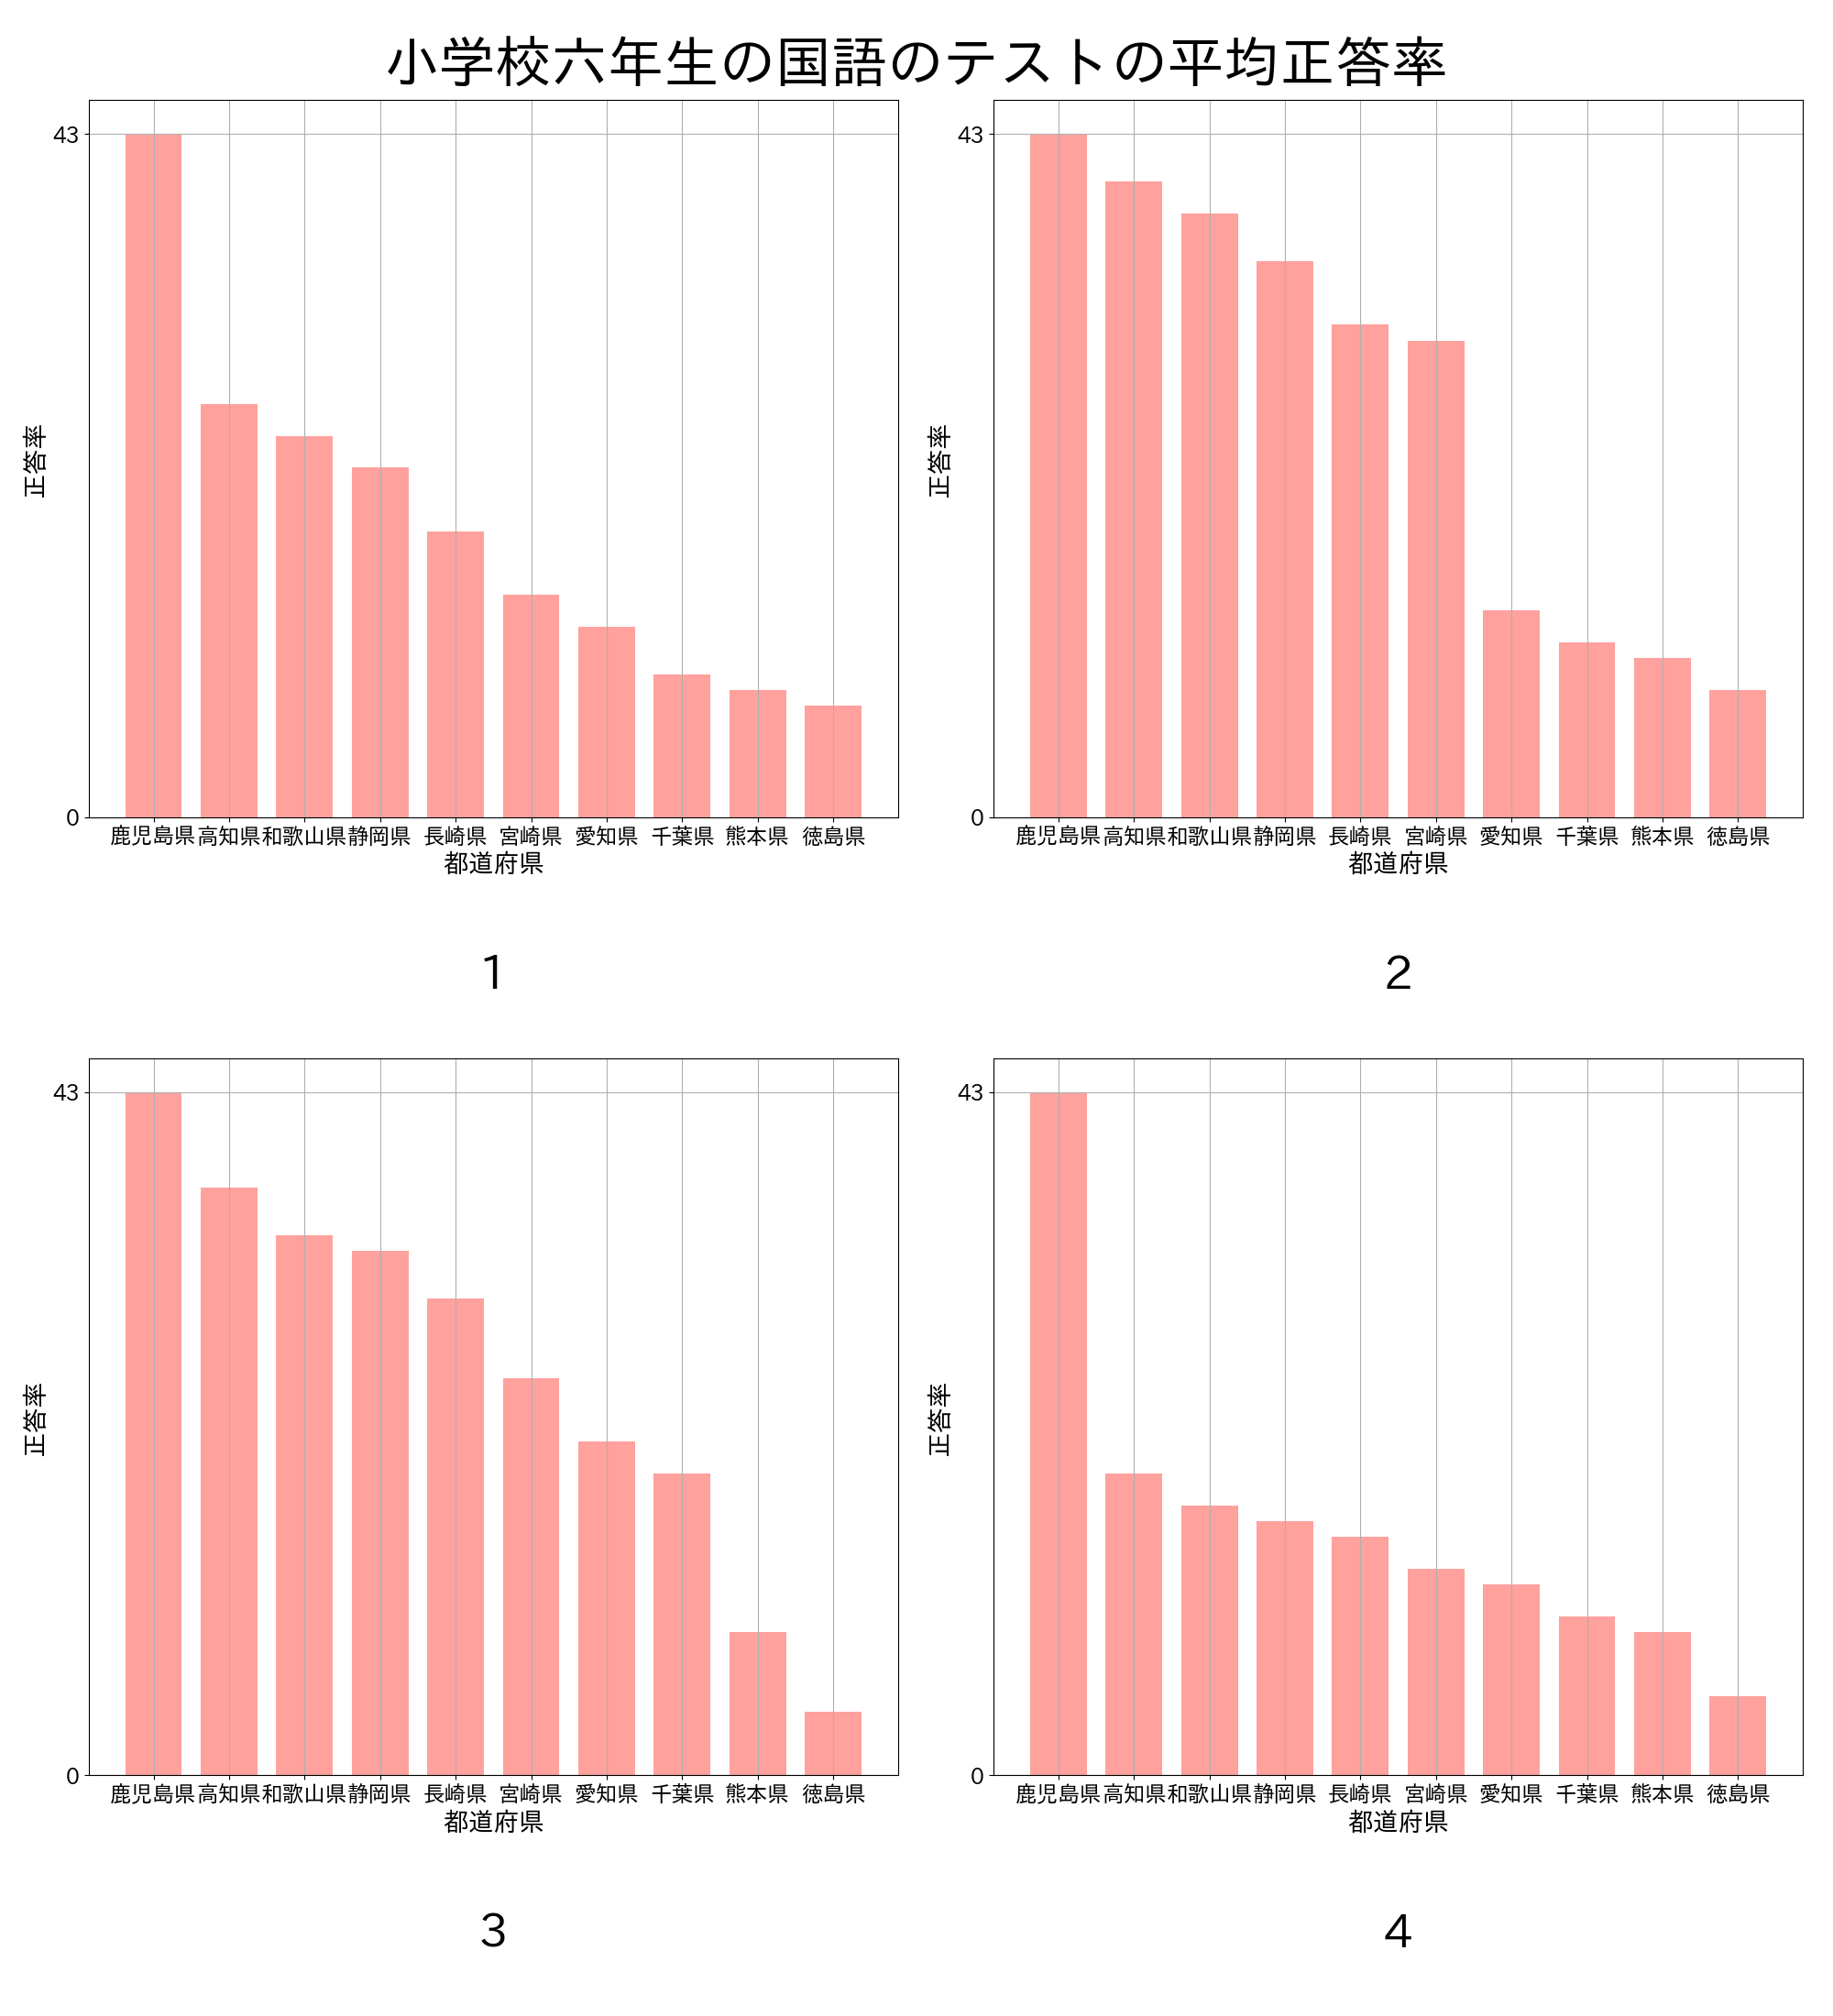 小学校六年生の国語のテストの平均正答率
43
0
正答率
鹿児島県 高知県 和歌山県 静岡県 長崎県 宮崎県 愛知県 千葉県 熊本県 徳島県
都道府県
1
43
0
正答率
鹿児島県 高知県 和歌山県 静岡県 長崎県 宮崎県 愛知県 千葉県 熊本県 徳島県
都道府県
2
43
0
正答率
鹿児島県 高知県 和歌山県 静岡県 長崎県 宮崎県 愛知県 千葉県 熊本県 徳島県
都道府県
3
43
0
正答率
鹿児島県 高知県 和歌山県 静岡県 長崎県 宮崎県 愛知県 千葉県 熊本県 徳島県
都道府県
4